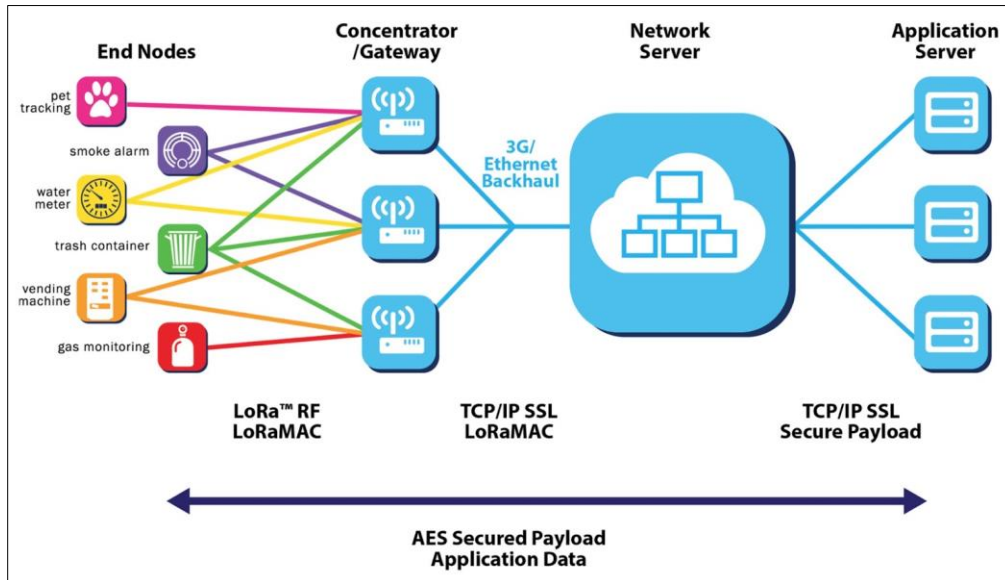 End Nodes
Concentrator
/Gateway
Network
Server
Application
Server
pet
tracking
smoke alarm
water
meter
trash container
vending
machine
gas monitoring
3G/
Ethernet
Backhaul
LoRa™ RF
LoRaMAC
TCP/IP SSL
LoRaMAC
TCP/IP SSL
Secure Payload
AES Secured Payload
Application Data